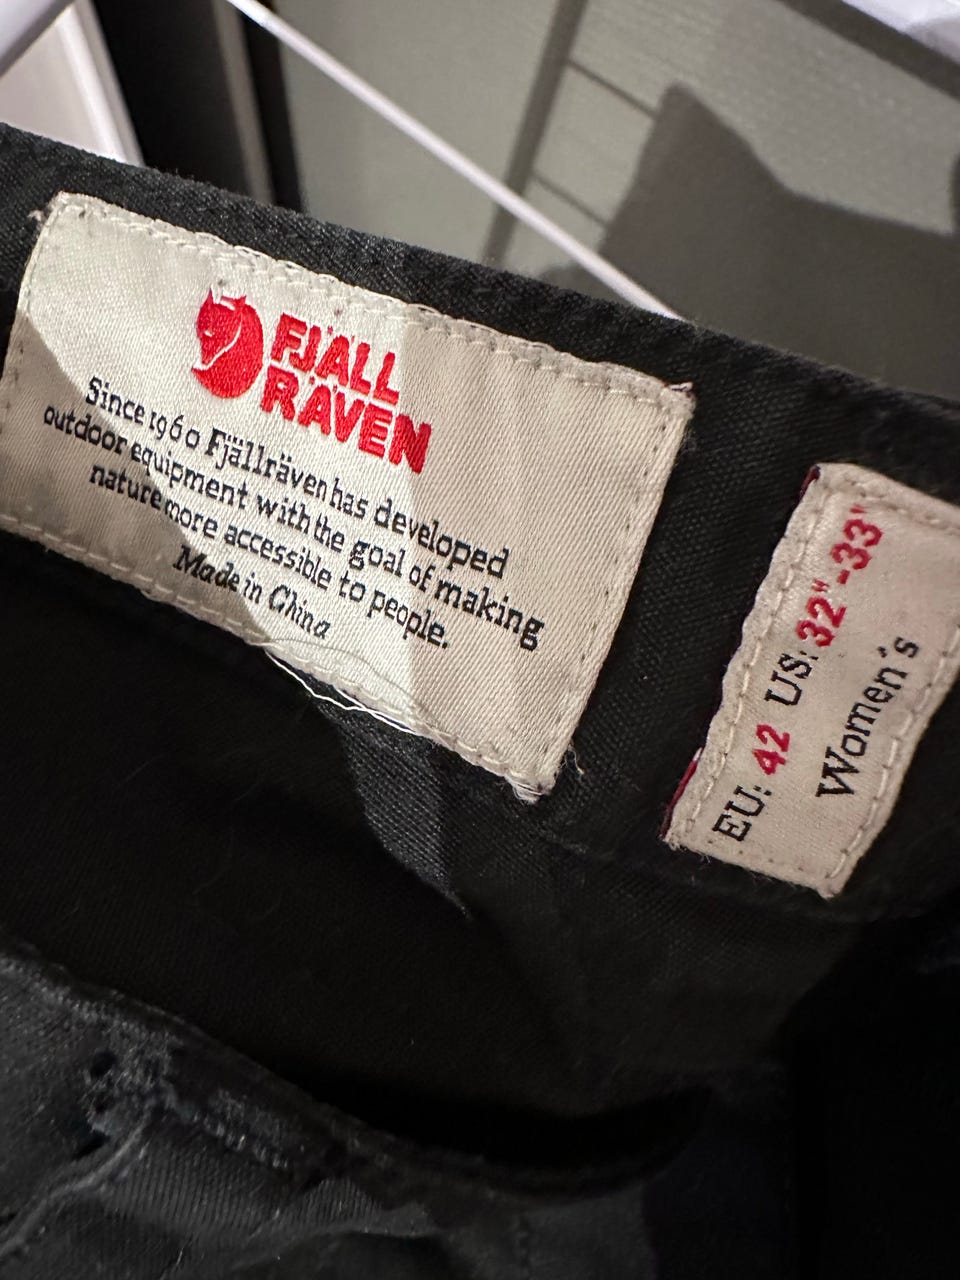 FJÄLL
RÄVEN
Since 1960 Fjällräven has developed
outdoor equipment with the goal of making
nature more accessible to people.
Made in China
EU: 42 US: 32"-33"
Women's